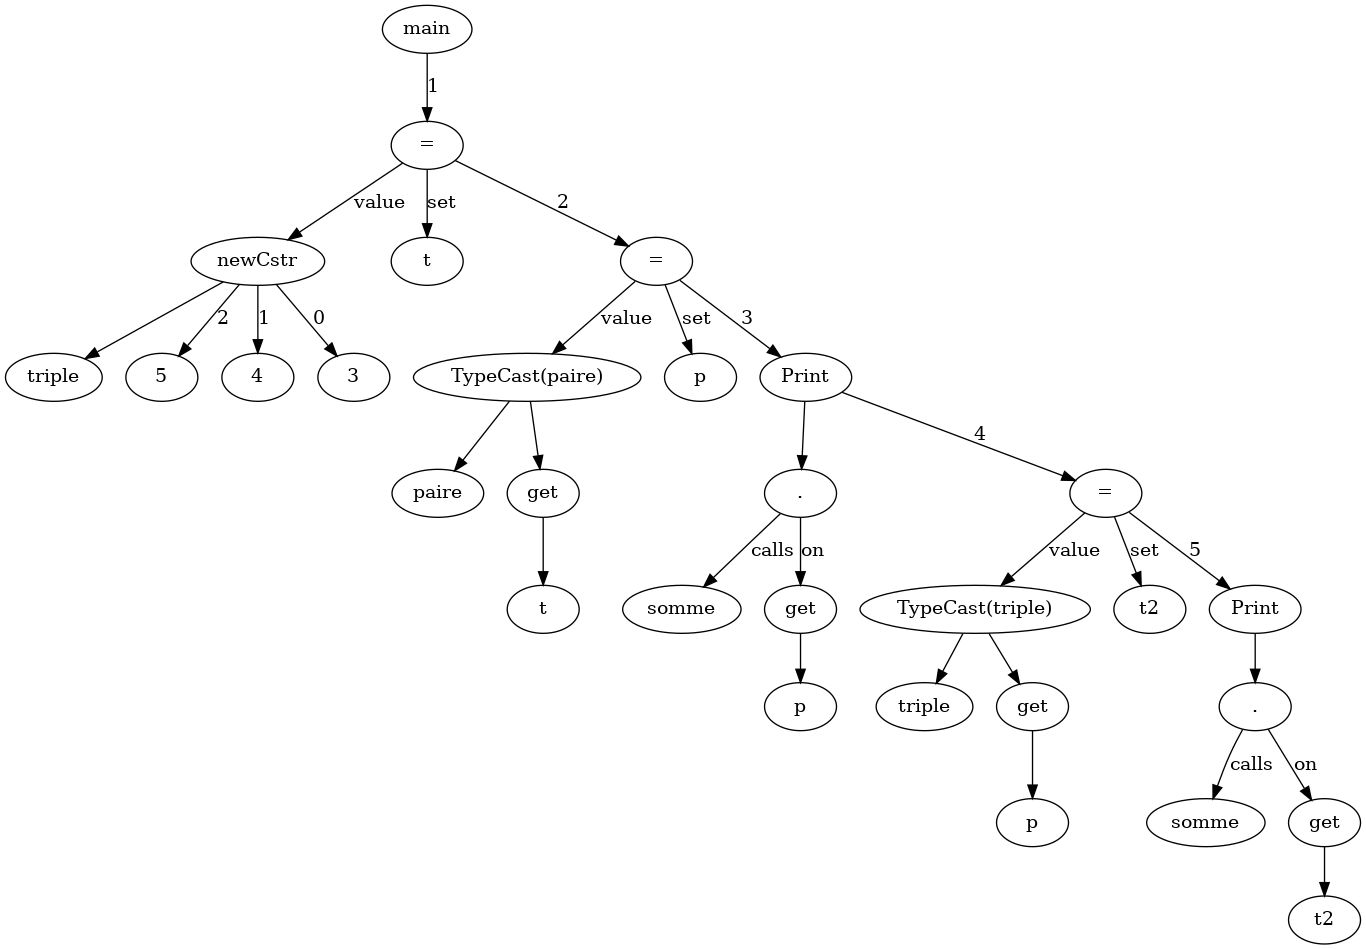 main
1
=
value set 2
newCstr t =
2 1 0 value set 3
triple 5 4 3 TypeCast(paire) p Print
4
paire get . =
calls on value set 5
t somme get TypeCast(triple) t2 Print
p triple get .
calls on
p somme get
t2